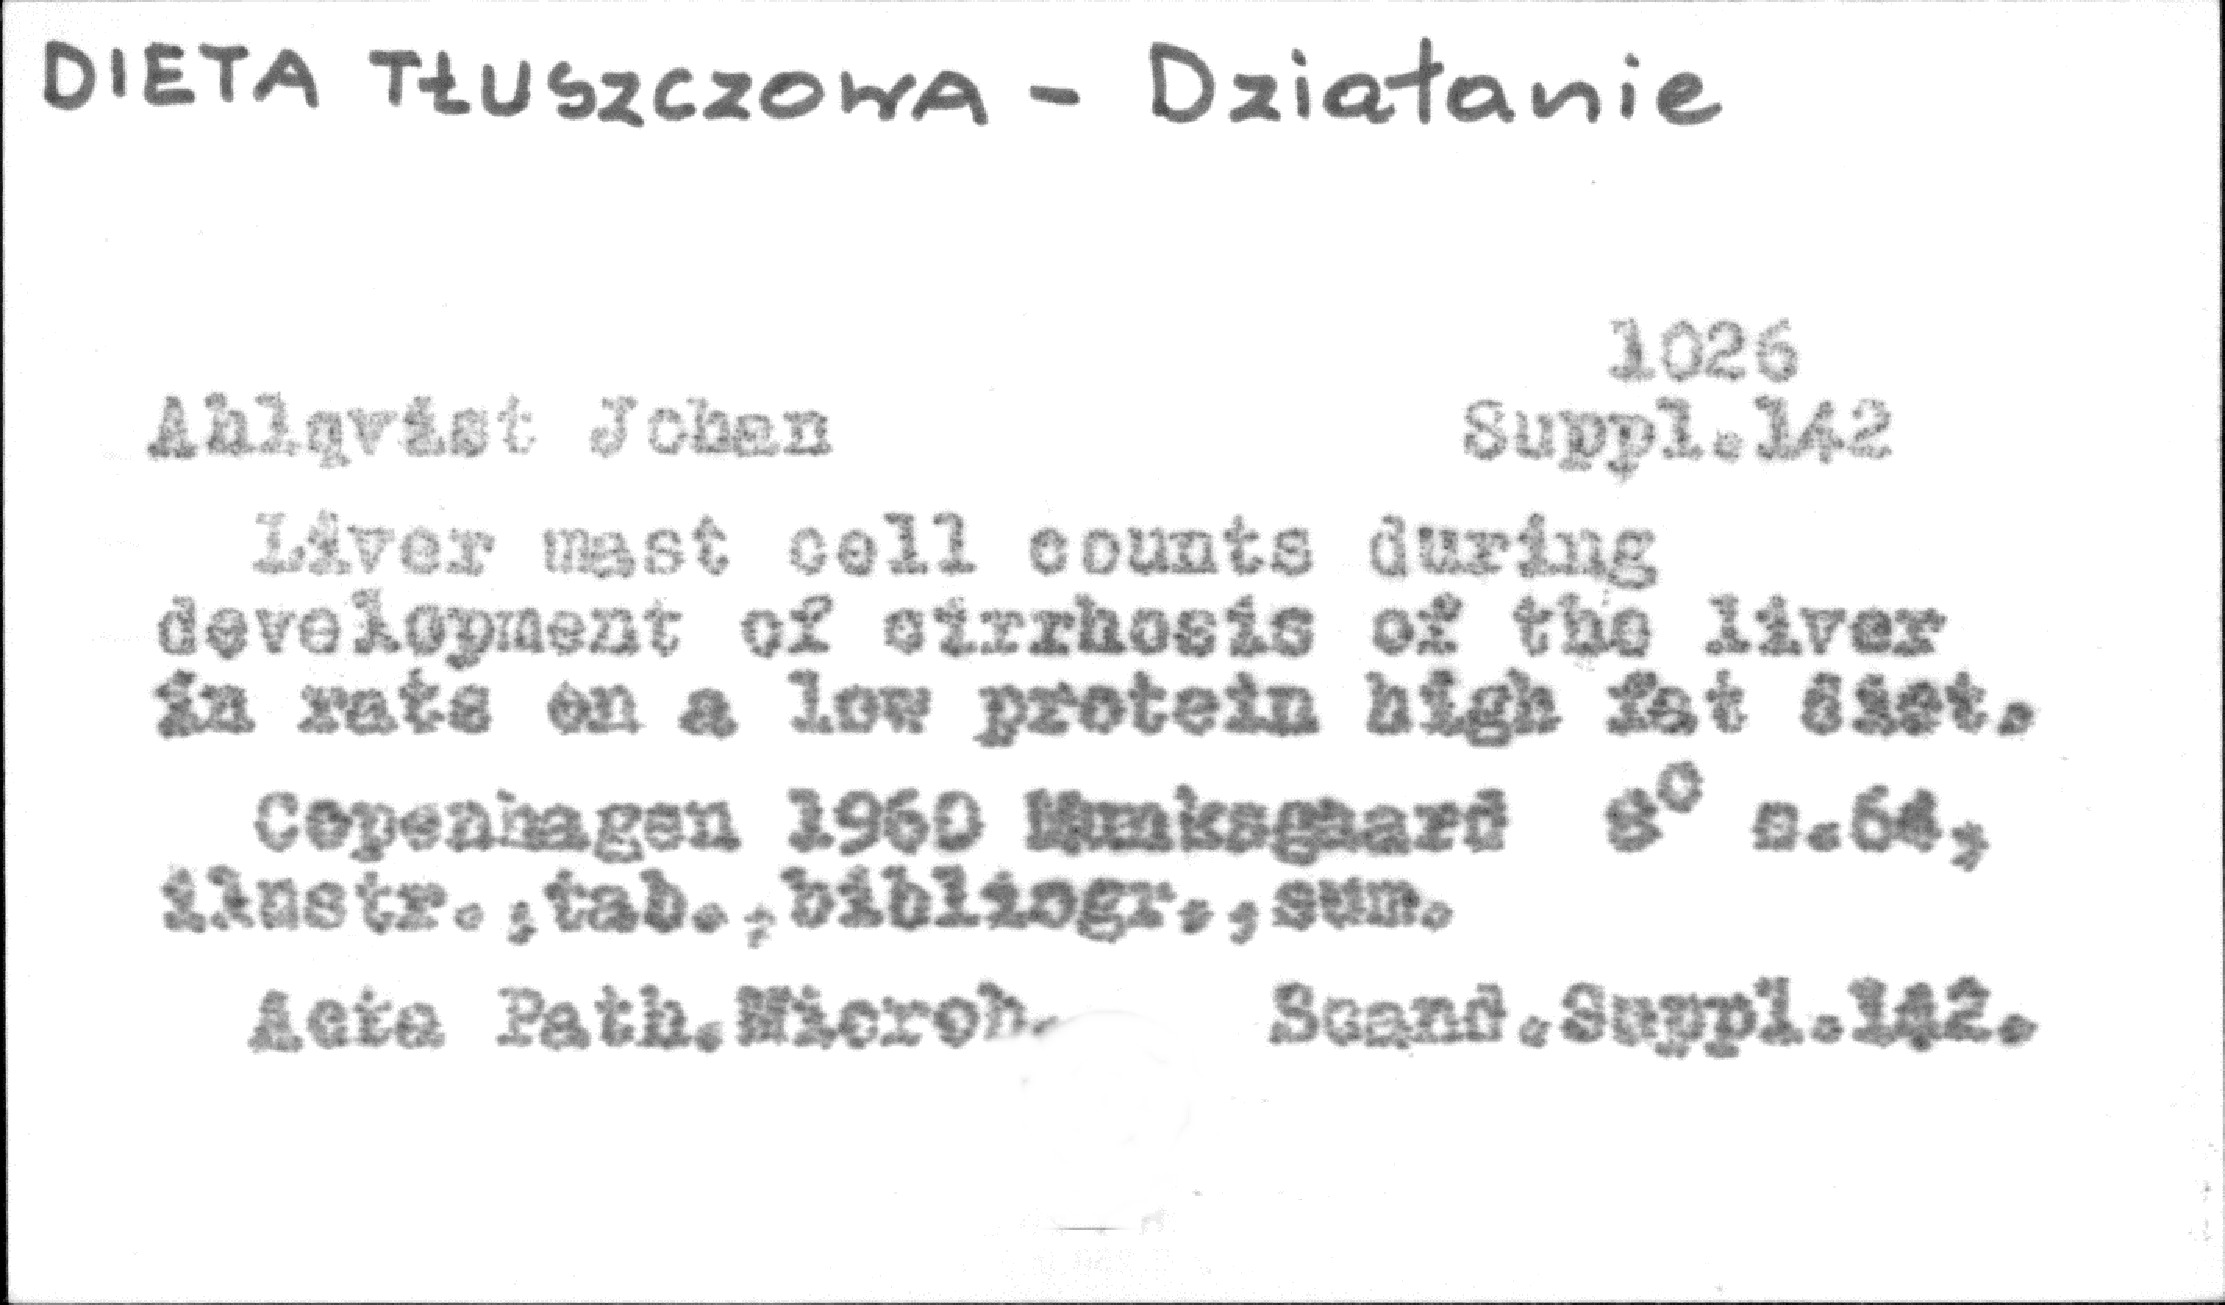 DIETA TŁUSZCZOWA - Działanie
1026
Ahlqvist Johan Suppl.142
Liver mast cell counts during
development of cirrhosis of the liver
in rats on a low protein high fat diet.
Copenhagen 1960 Munksgaard 8° s.64,
ilustr.,tab.,bibliogr.,sum.
Acta Path.Microb. Scand.Suppl.142.